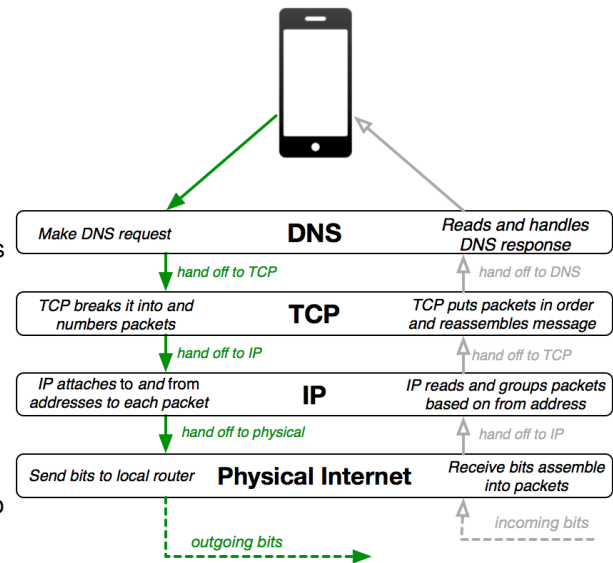 Make DNS request
DNS
Reads and handles
DNS response
s
hand off to TCP
hand off to DNS
TCP breaks it into and
numbers packets
TCP
TCP puts packets in order
and reassembles message
hand off to IP
hand off to TCP
IP attaches to and from
addresses to each packet
IP
IP reads and groups packets
based on from address
hand off to physical
hand off to IP
Send bits to local router
Physical Internet
Receive bits assemble
into packets
outgoing bits
incoming bits